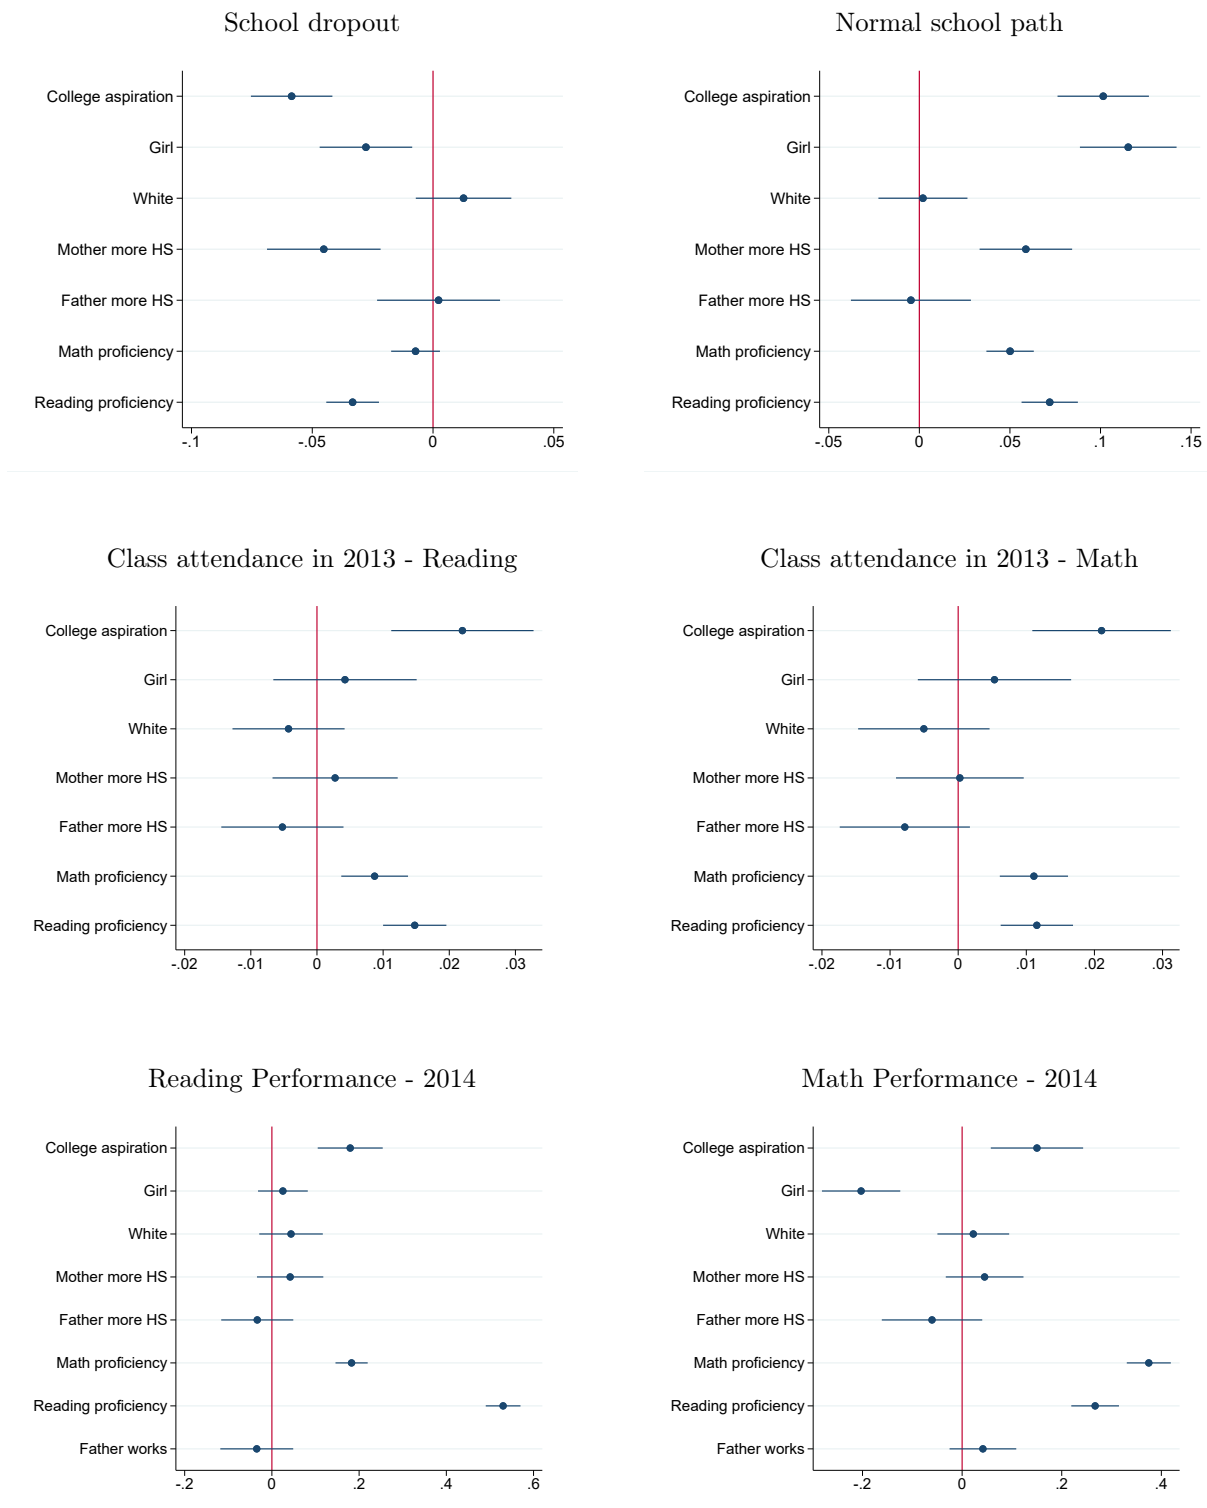 School dropout
College aspiration
Girl
White
Mother more HS
Father more HS
Math proficiency
Reading proficiency
-.1 -.05 0 .05
Normal school path
College aspiration
Girl
White
Mother more HS
Father more HS
Math proficiency
Reading proficiency
-.05 0 .05 .1 .15
Class attendance in 2013 - Reading
College aspiration
Girl
White
Mother more HS
Father more HS
Math proficiency
Reading proficiency
-.02 -.01 0 .01 .02 .03
Class attendance in 2013 - Math
College aspiration
Girl
White
Mother more HS
Father more HS
Math proficiency
Reading proficiency
-.02 -.01 0 .01 .02 .03
Reading Performance - 2014
College aspiration
Girl
White
Mother more HS
Father more HS
Math proficiency
Reading proficiency
Father works
-.2 0 .2 .4 .6
Math Performance - 2014
College aspiration
Girl
White
Mother more HS
Father more HS
Math proficiency
Reading proficiency
Father works
-.2 0 .2 .4